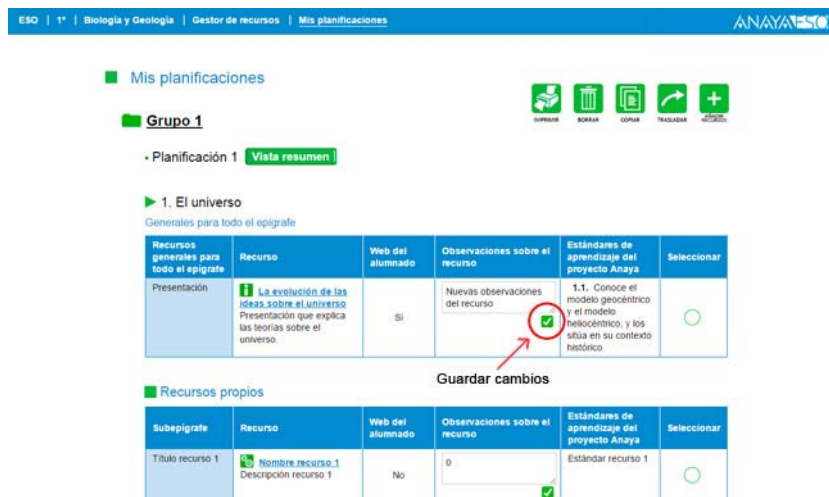 ESO | 1º | Biología y Geología | Gestor de recursos | Mis planificaciones
ANAYAESO
Mis planificaciones
IMPRIMIR BORRAR COPIAR TRASLADAR AÑADIR RECURSOS
Grupo 1
Planificación 1 Vista resumen
1. El universo
Generales para todo el epígrafe
Recursos generales para todo el epígrafe
Recurso
Web del alumnado
Observaciones sobre el recurso
Estándares de aprendizaje del proyecto Anaya
Seleccionar
Presentación
La evolución de las ideas sobre el universo
Presentación que explica las teorías sobre el universo.
Sí
Nuevas observaciones del recurso
1.1. Conoce el modelo geocéntrico y el modelo heliocéntrico, y los sitúa en su contexto histórico.
Guardar cambios
Recursos propios
Subepígrafe
Recurso
Web del alumnado
Observaciones sobre el recurso
Estándares de aprendizaje del proyecto Anaya
Seleccionar
Título recurso 1
Nombre recurso 1
Descripción recurso 1
No
0
Estándar recurso 1